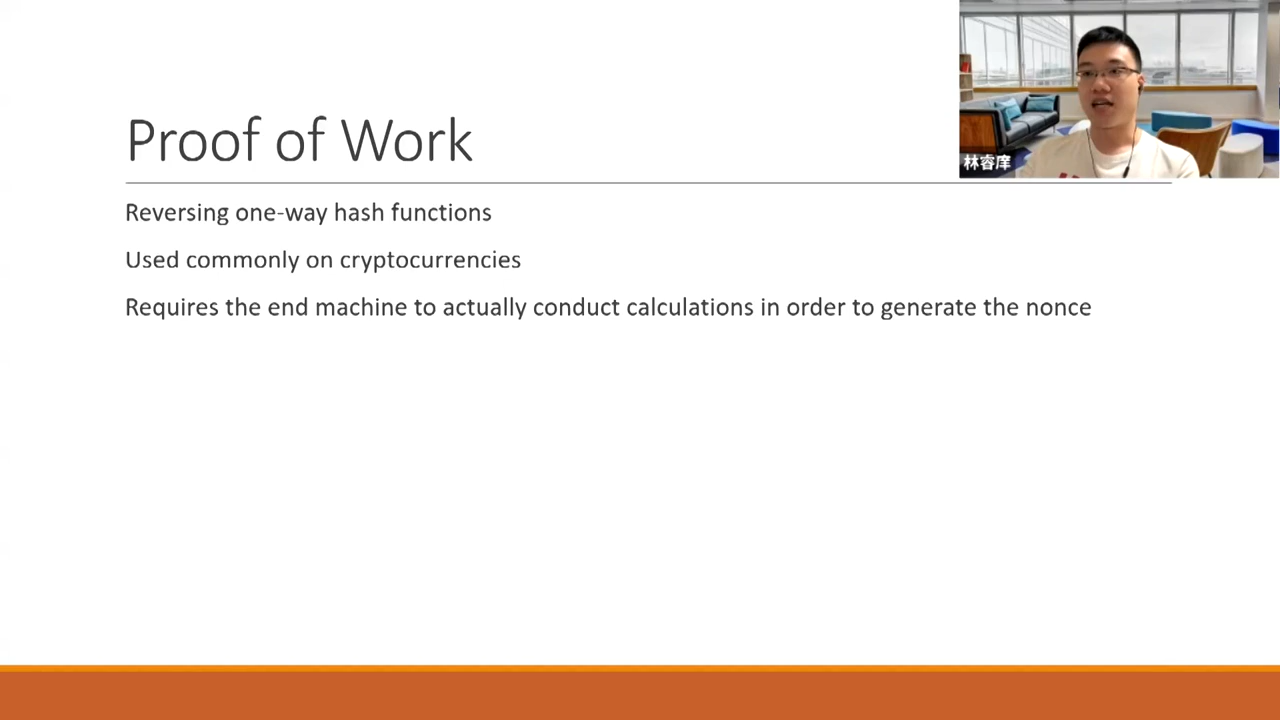 Proof of Work
Reversing one-way hash functions
Used commonly on cryptocurrencies
Requires the end machine to actually conduct calculations in order to generate the nonce
林睿庠